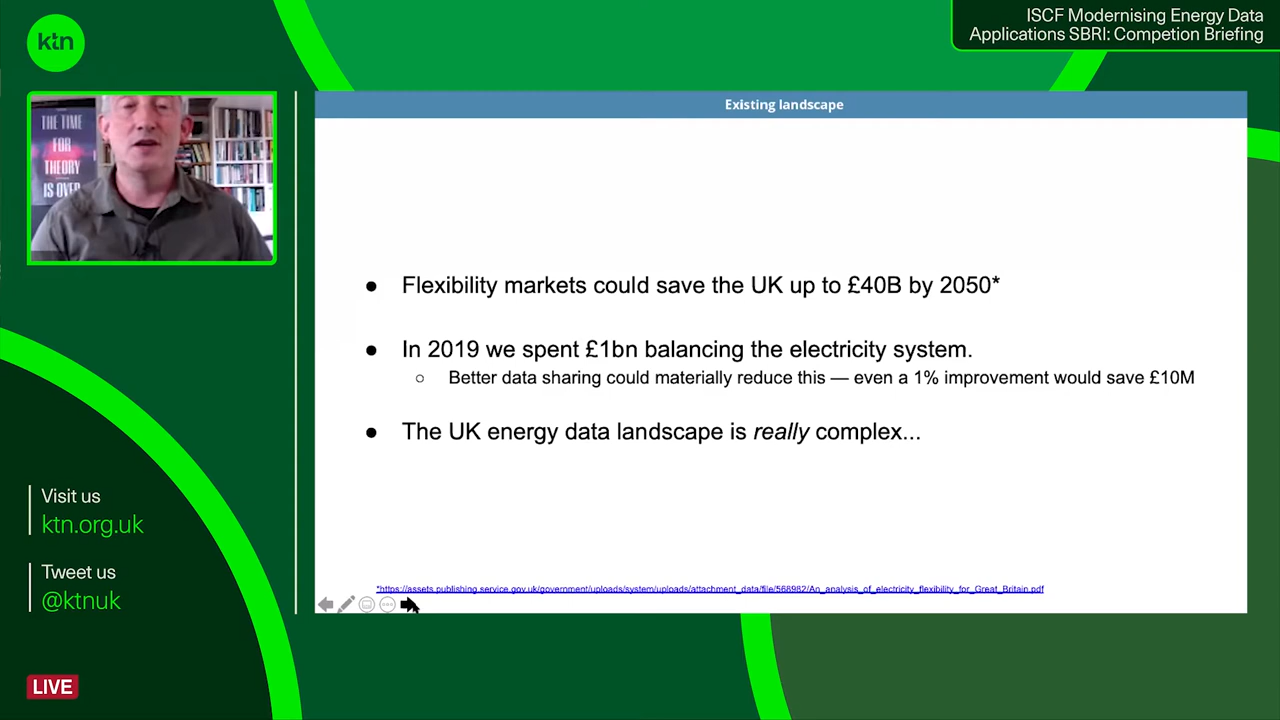 ktn
ISCF Modernising Energy Data
Applications SBRI: Competion Briefing
THE TIME
FOR
THEORY
IS OVER
Existing landscape
● Flexibility markets could save the UK up to £40B by 2050*
● In 2019 we spent £1bn balancing the electricity system.
○ Better data sharing could materially reduce this — even a 1% improvement would save £10M
● The UK energy data landscape is really complex...
*https://assets.publishing.service.gov.uk/government/uploads/system/uploads/attachment_data/file/568982/An_analysis_of_electricity_flexibility_for_Great_Britain.pdf
Visit us
ktn.org.uk
Tweet us
@ktnuk
LIVE